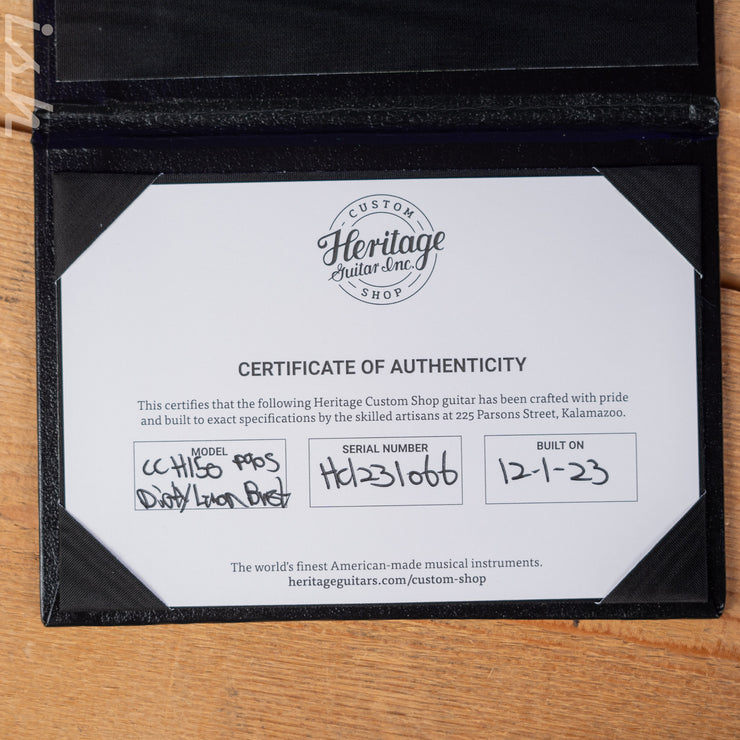 CUSTOM
Heritage
Guitar Inc.
SHOP
CERTIFICATE OF AUTHENTICITY
This certifies that the following Heritage Custom Shop guitar has been crafted with pride
and built to exact specifications by the skilled artisans at 225 Parsons Street, Kalamazoo.
MODEL
CC H150
Dirty Lemon Burst
SERIAL NUMBER
HC1231066
BUILT ON
12-1-23
The world's finest American-made musical instruments.
heritageguitars.com/custom-shop